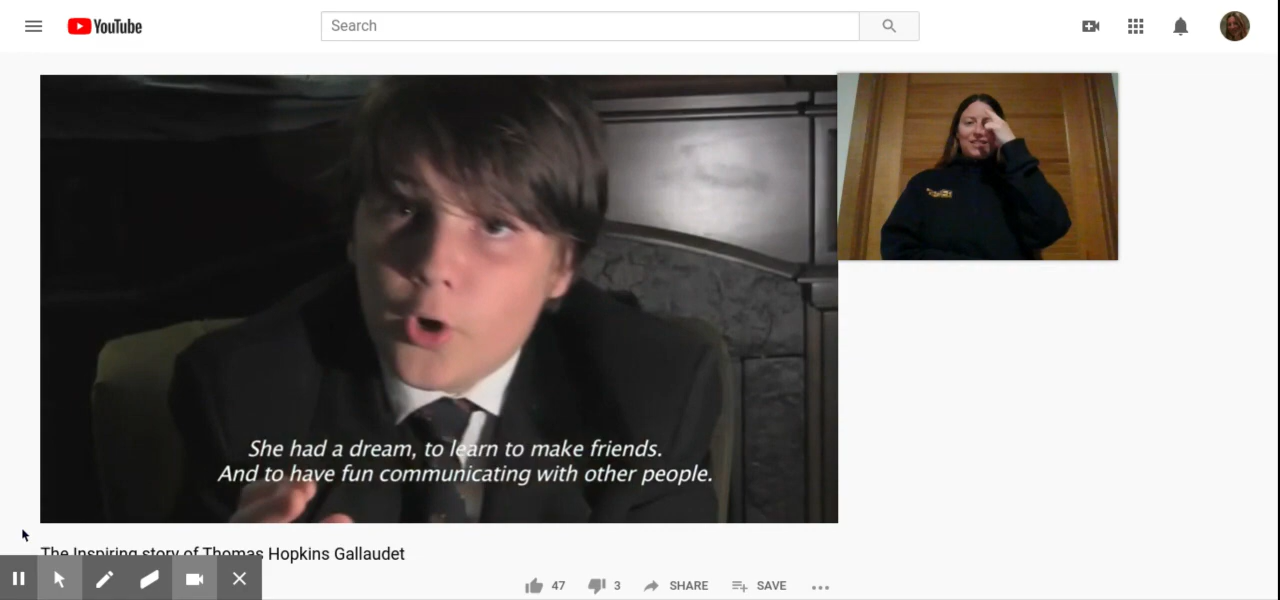 YouTube
Search
She had a dream, to learn to make friends.
And to have fun communicating with other people.
The Inspiring story of Thomas Hopkins Gallaudet
47
3
SHARE
SAVE